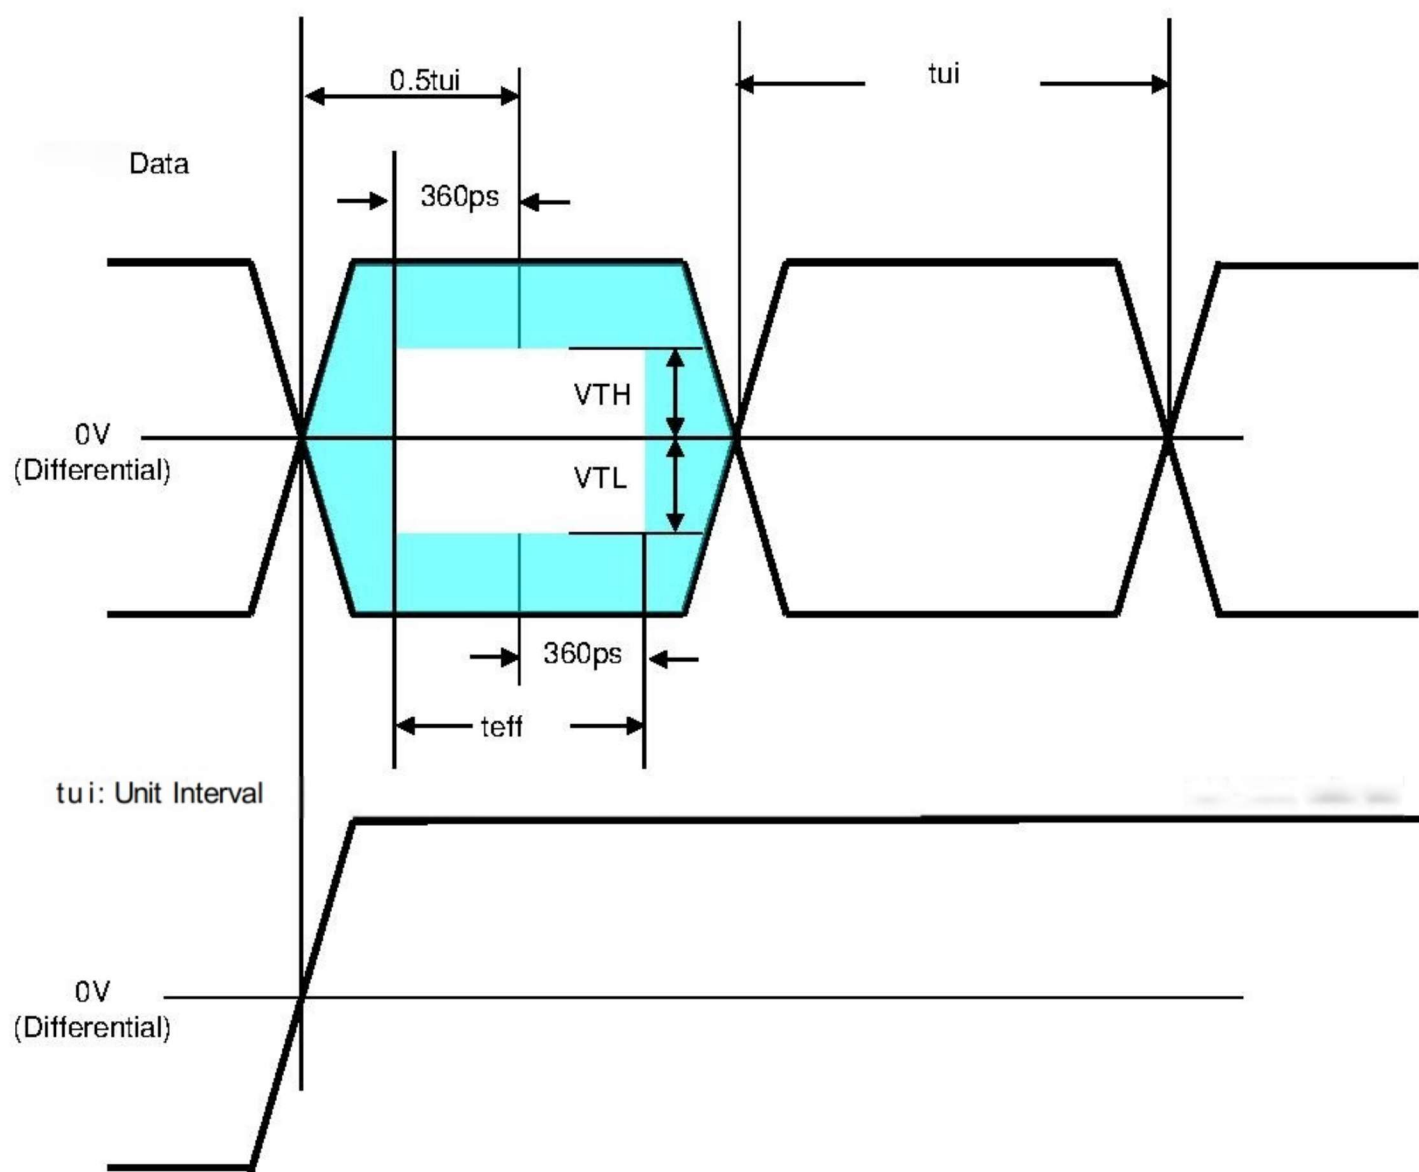 0.5tui
tui
Data
360ps
VTH
0V
(Differential)
VTL
360ps
teff
tui: Unit Interval
0V
(Differential)